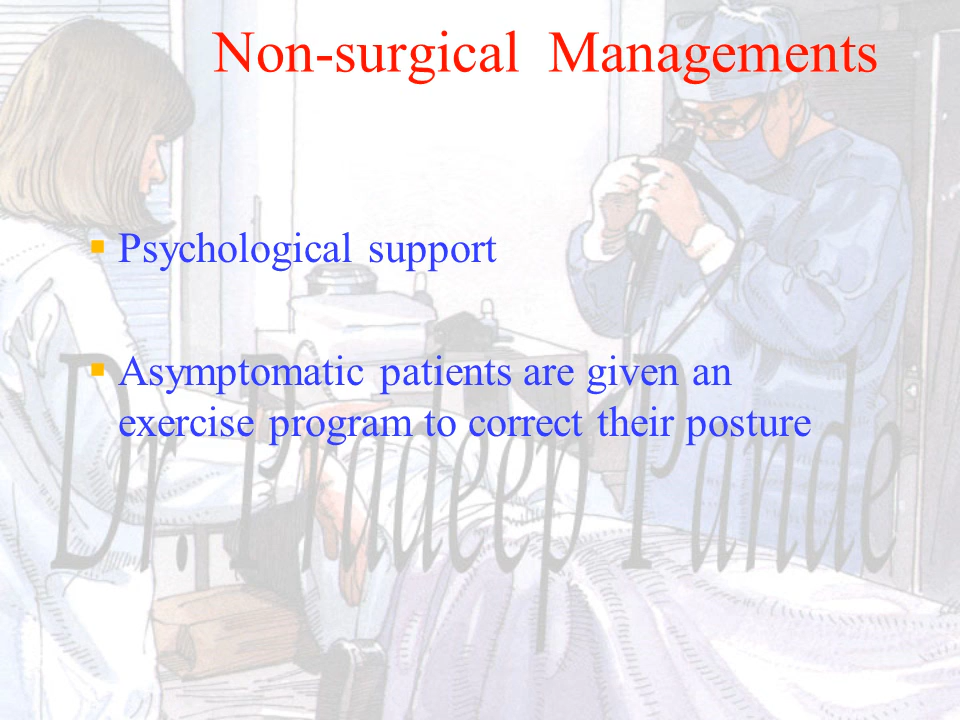 Non-surgical Managements
Psychological support
Asymptomatic patients are given an
exercise program to correct their posture
Dr. Pradeep Pande